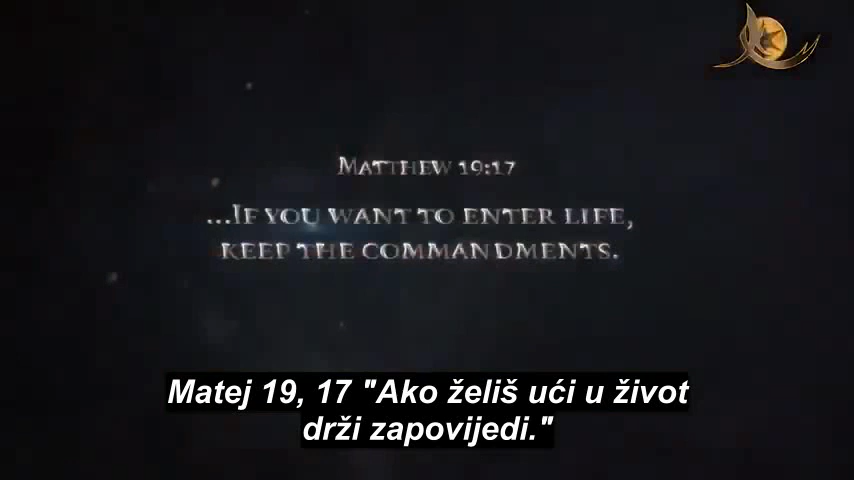 MATTHEW 19:17
...IF YOU WANT TO ENTER LIFE,
KEEP THE COMMANDMENTS.
Matej 19, 17 "Ako želiš ući u život
drži zapovijedi."